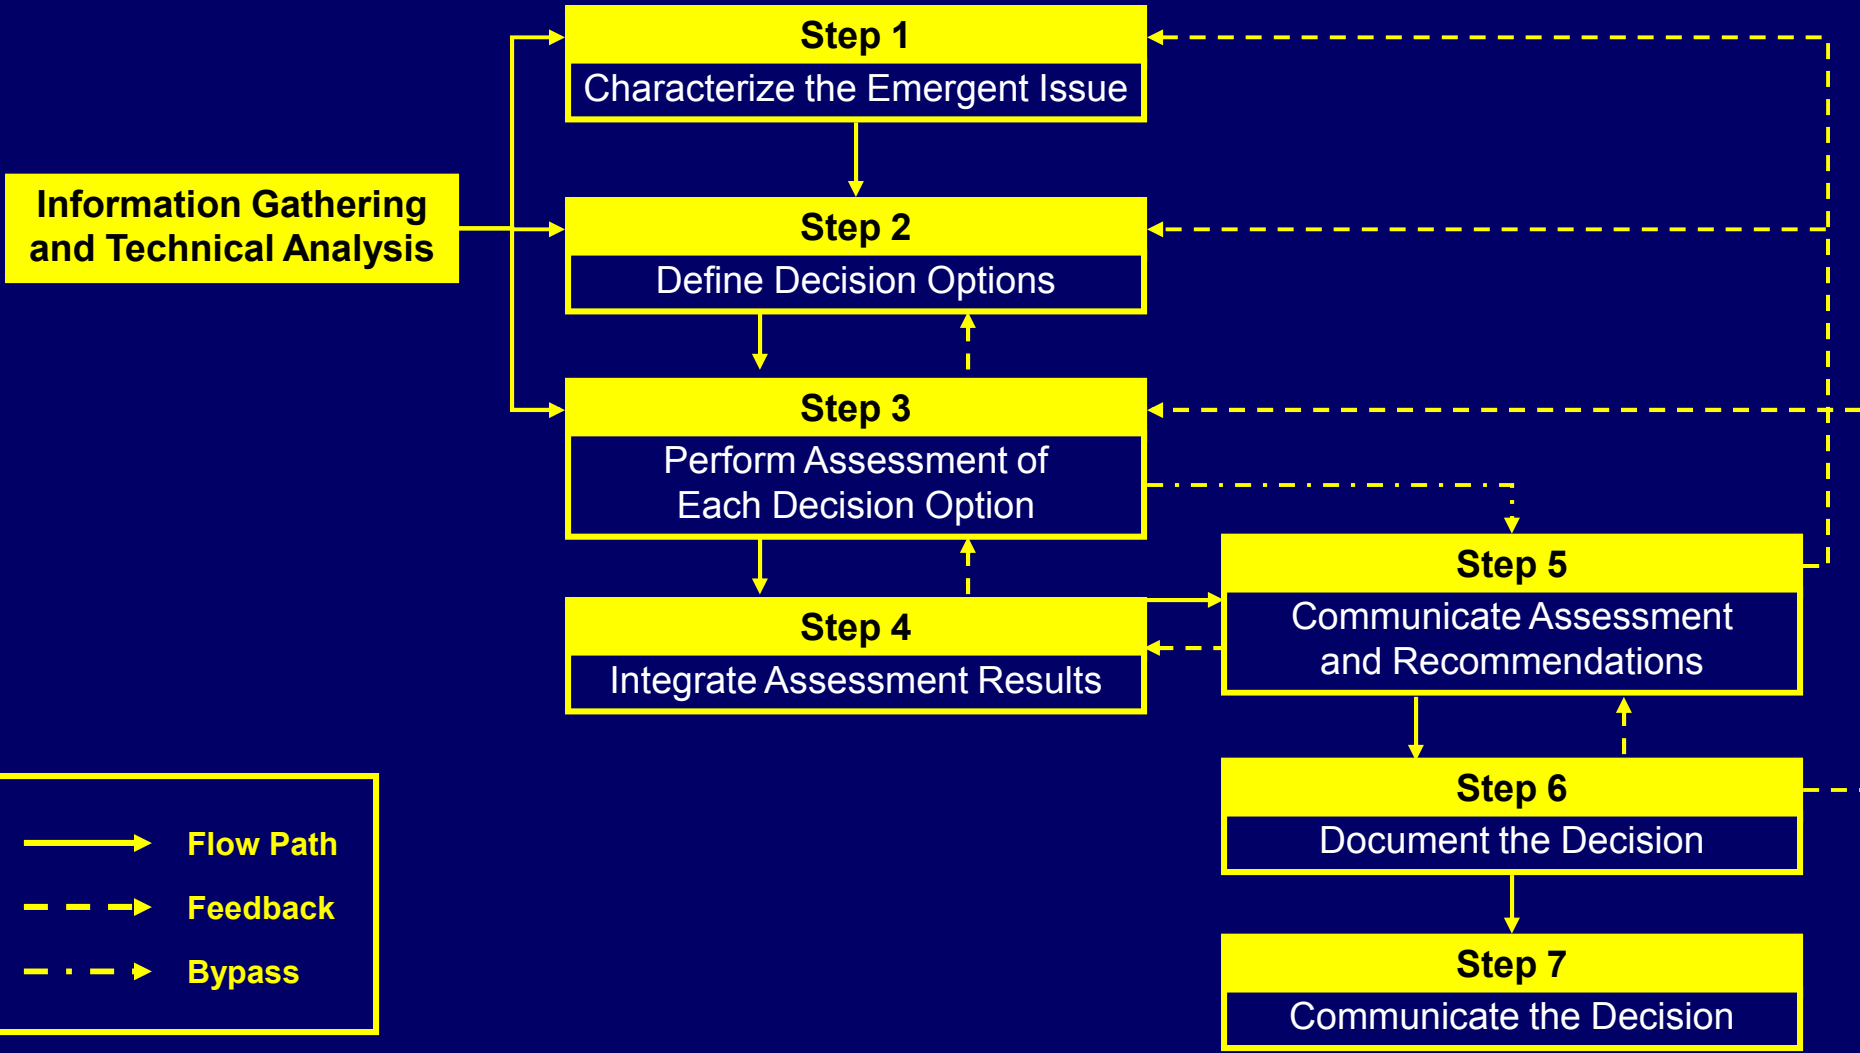 Step 1
Characterize the Emergent Issue
Information Gathering
and Technical Analysis
Step 2
Define Decision Options
Step 3
Perform Assessment of
Each Decision Option
Step 4
Integrate Assessment Results
Step 5
Communicate Assessment
and Recommendations
Step 6
Document the Decision
Step 7
Communicate the Decision
Flow Path
Feedback
Bypass